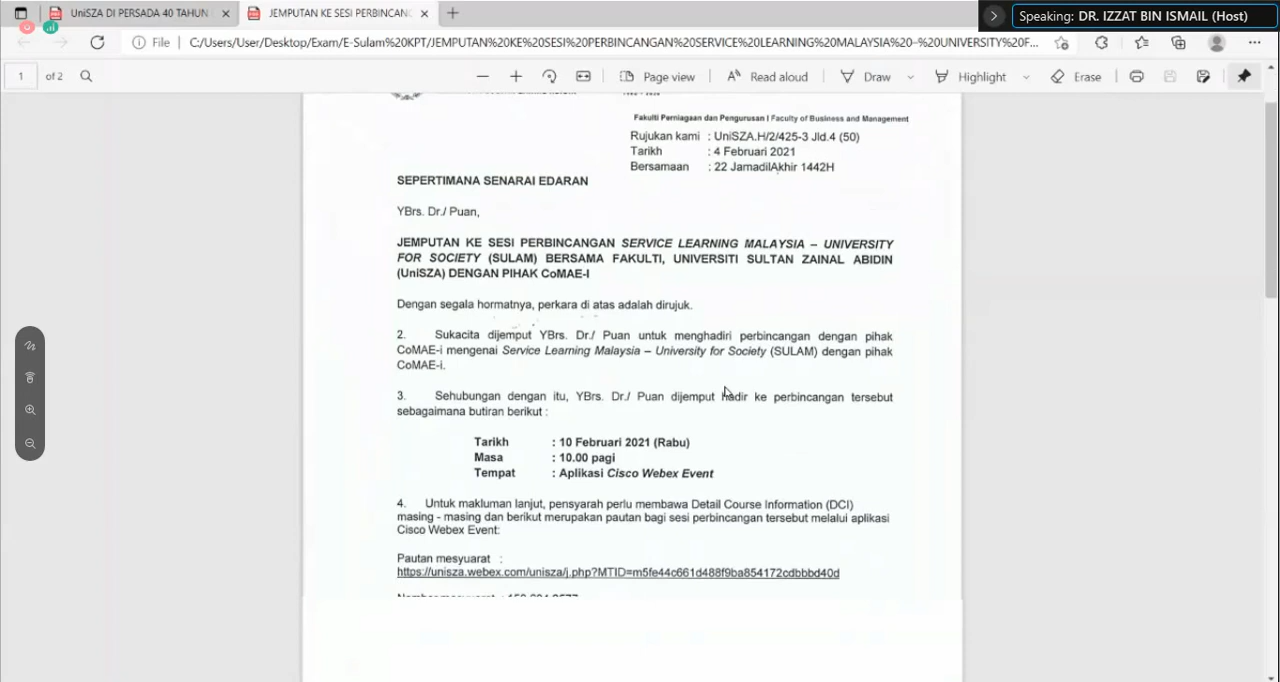 UniSZA DI PERSADA 40 TAHUN
JEMPUTAN KE SESI PERBINCANG
Speaking: DR. IZZAT BIN ISMAIL (Host)
File
C:/Users/User/Desktop/Exam/E-Sulam%20KPT/JEMPUTAN%20KE%20SESI%20PERBINCANGAN%20SERVICE%20LEARNING%20MALAYSIA%20–%20UNIVERSITY%20F...
1 of 2
Page view
Read aloud
Draw
Highlight
Erase
Fakulti Perniagaan dan Pengurusan | Faculty of Business and Management
Rujukan kami : UniSZA.H/2/425-3 Jld.4 (50)
Tarikh : 4 Februari 2021
Bersamaan : 22 JamadilAkhir 1442H
SEPERTIMANA SENARAI EDARAN
YBrs. Dr./ Puan,
JEMPUTAN KE SESI PERBINCANGAN SERVICE LEARNING MALAYSIA – UNIVERSITY
FOR SOCIETY (SULAM) BERSAMA FAKULTI, UNIVERSITI SULTAN ZAINAL ABIDIN
(UniSZA) DENGAN PIHAK CoMAE-I
Dengan segala hormatnya, perkara di atas adalah dirujuk.
2. Sukacita dijemput YBrs. Dr./ Puan untuk menghadiri perbincangan dengan pihak
CoMAE-i mengenai Service Learning Malaysia – University for Society (SULAM) dengan pihak
CoMAE-i.
3. Sehubungan dengan itu, YBrs. Dr./ Puan dijemput hadir ke perbincangan tersebut
sebagaimana butiran berikut :
Tarikh : 10 Februari 2021 (Rabu)
Masa : 10.00 pagi
Tempat : Aplikasi Cisco Webex Event
4. Untuk makluman lanjut, pensyarah perlu membawa Detail Course Information (DCI)
masing - masing dan berikut merupakan pautan bagi sesi perbincangan tersebut melalui aplikasi
Cisco Webex Event:
Pautan mesyuarat :
https://unisza.webex.com/unisza/j.php?MTID=m5fe44c661d488f9ba854172cdbbbd40d